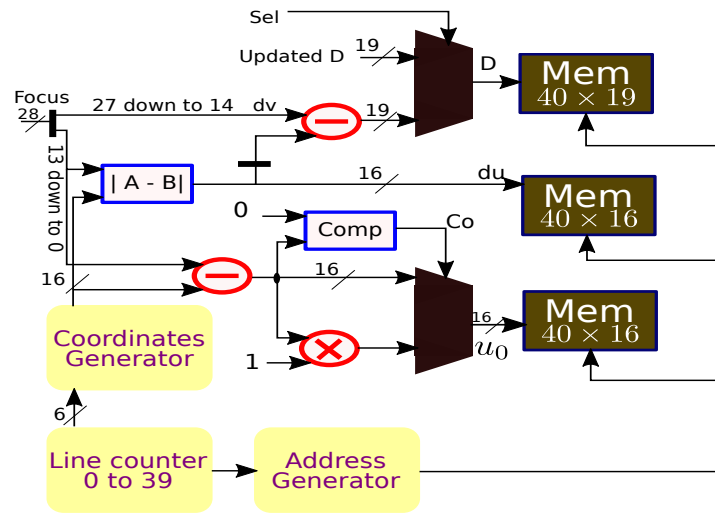 Sel
Updated D
19
D
Mem
40 × 19
Focus
28
27 down to 14
dv
19
13 down to 0
| A - B|
16
du
Mem
40 × 16
0
Comp
Co
16
16
1
16
u0
Mem
40 × 16
Coordinates
Generator
6
Line counter
0 to 39
Address
Generator